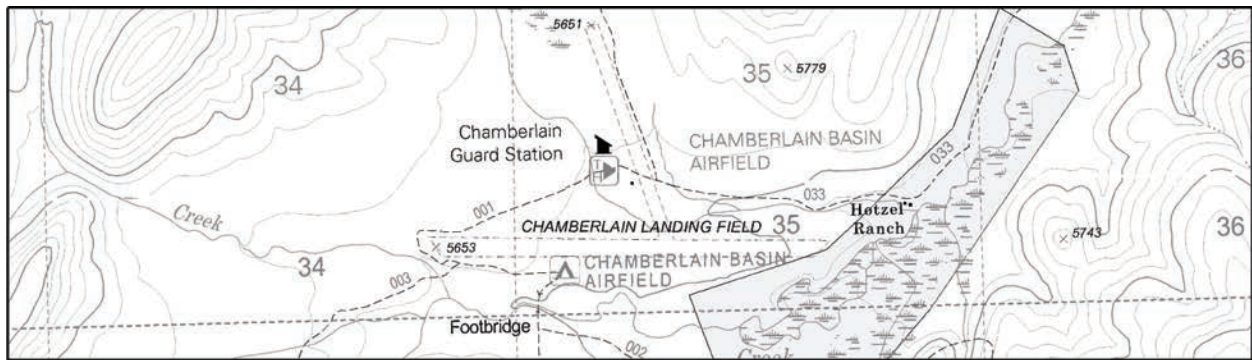 5651
34
35
5779
36
Chamberlain
Guard Station
T
H
CHAMBERLAIN BASIN
AIRFIELD
033
033
001
Hotzel
Ranch
Creek
CHAMBERLAIN LANDING FIELD
35
5743
36
5653
34
CHAMBERLAIN BASIN
AIRFIELD
003
Footbridge
002
Creek